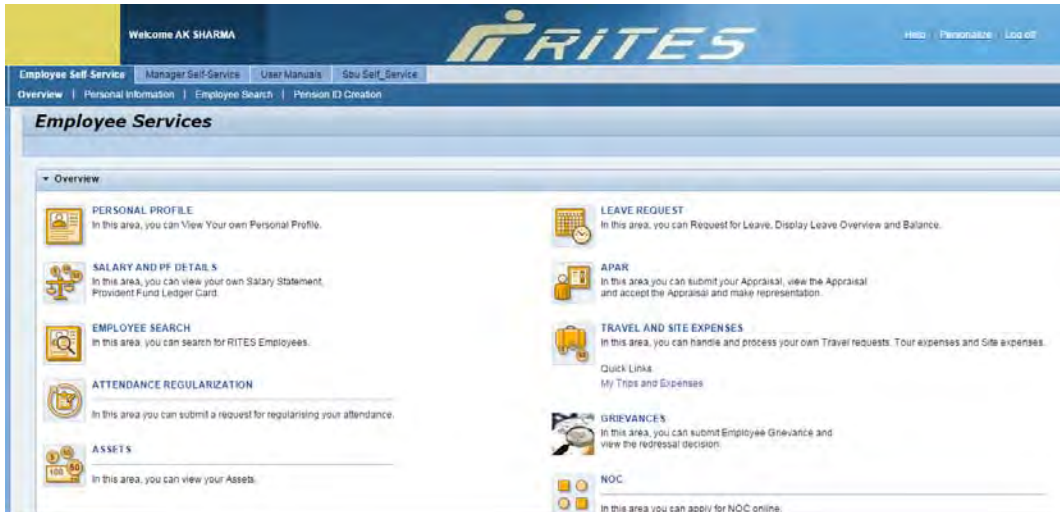 Welcome AK SHARMA
RITES
Help Personalize Log off
Employee Self-Service Manager Self-Service User Manuals Sbu Self_Service
Overview | Personal Information | Employee Search | Pension ID Creation
Employee Services
Overview
PERSONAL PROFILE
In this area, you can View Your own Personal Profile.
SALARY AND PF DETAILS
In this area, you can view your own Salary Statement,
Provident Fund Ledger Card.
EMPLOYEE SEARCH
In this area, you can search for RITES Employees.
ATTENDANCE REGULARIZATION
In this area you can submit a request for regularising your attendance.
ASSETS
In this area, you can view your Assets.
LEAVE REQUEST
In this area, you can Request for Leave, Display Leave Overview and Balance.
APAR
In this area you can submit your Appraisal, view the Appraisal
and accept the Appraisal and make representation.
TRAVEL AND SITE EXPENSES
In this area, you can handle and process your own Travel requests. Tour expenses and Site expenses.
Quick Links
My Trips and Expenses
GRIEVANCES
In this area, you can submit Employee Grievance and
view the redressal decision.
NOC
In this area you can apply for NOC online.